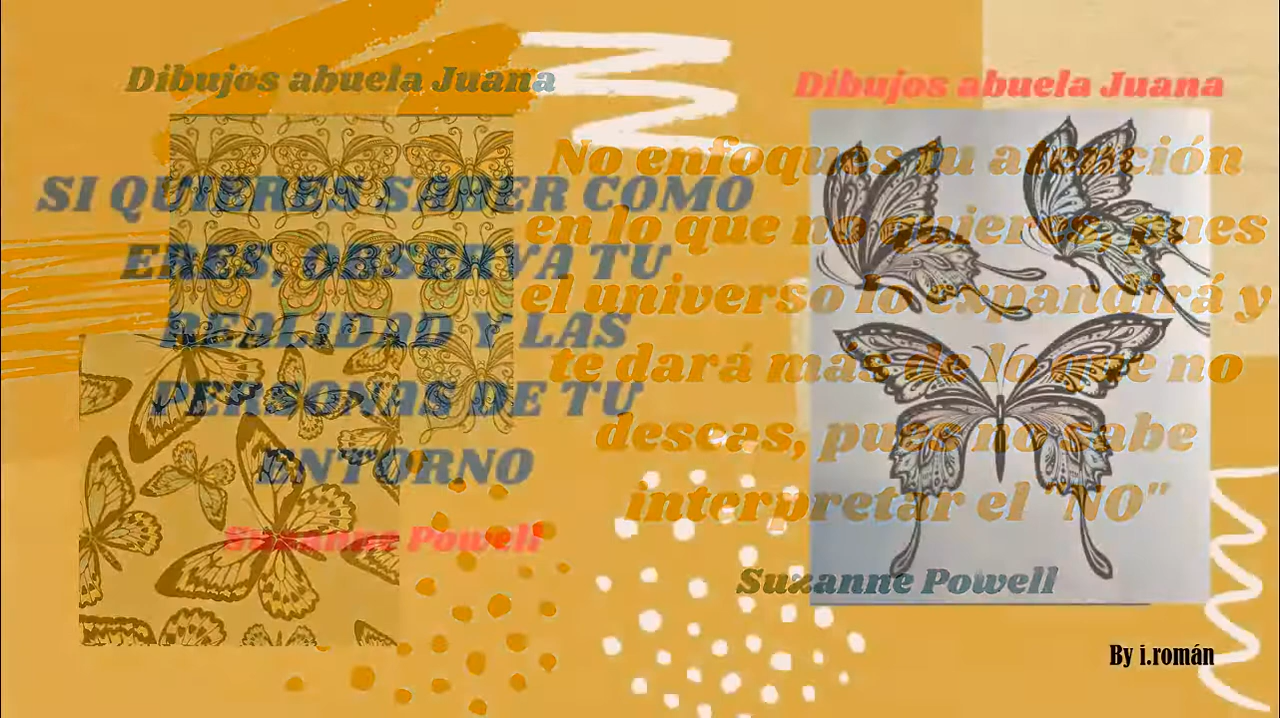 Dibujos abuela Juana
SI QUIERES SABER COMO
ERES, OBSERVA TU
REALIDAD Y LAS
PERSONAS DE TU
ENTORNO
Suzanne Powell
Dibujos abuela Juana
No enfoques tu atención
en lo que no quieres, pues
el universo lo expandirá y
te dará mas de lo que no
deseas, pues no sabe
interpretar el "NO"
Suzanne Powell
By i.román